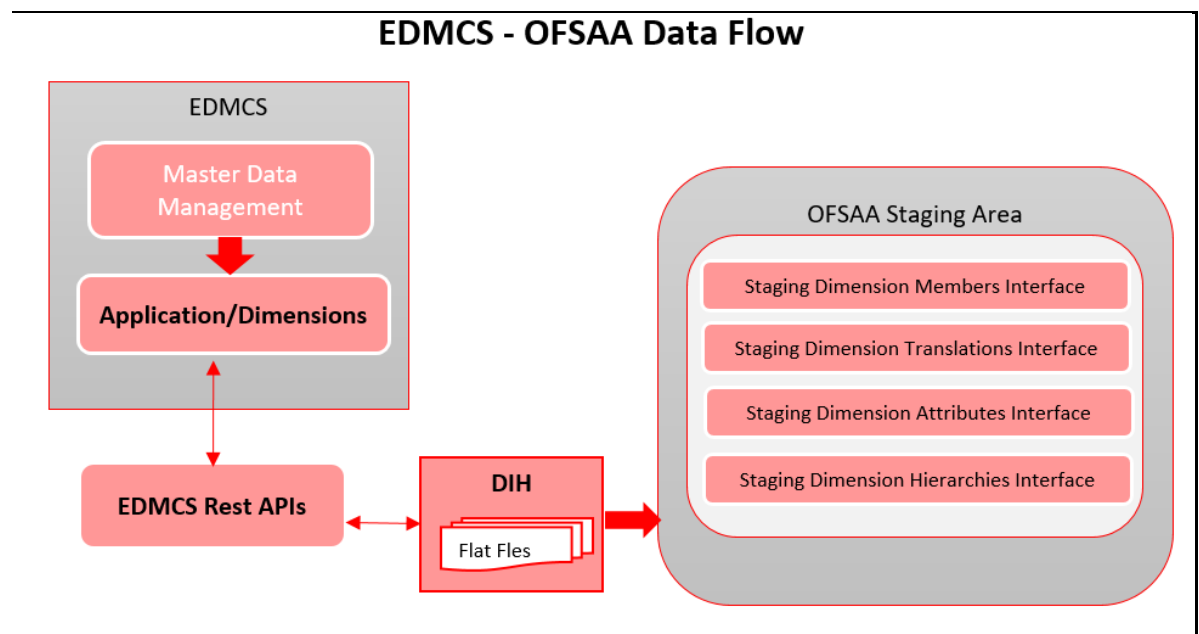 EDMCS - OFSAA Data Flow
EDMCS
Master Data
Management
Application/Dimensions
EDMCS Rest APIs
DIH
Flat Fles
OFSAA Staging Area
Staging Dimension Members Interface
Staging Dimension Translations Interface
Staging Dimension Attributes Interface
Staging Dimension Hierarchies Interface